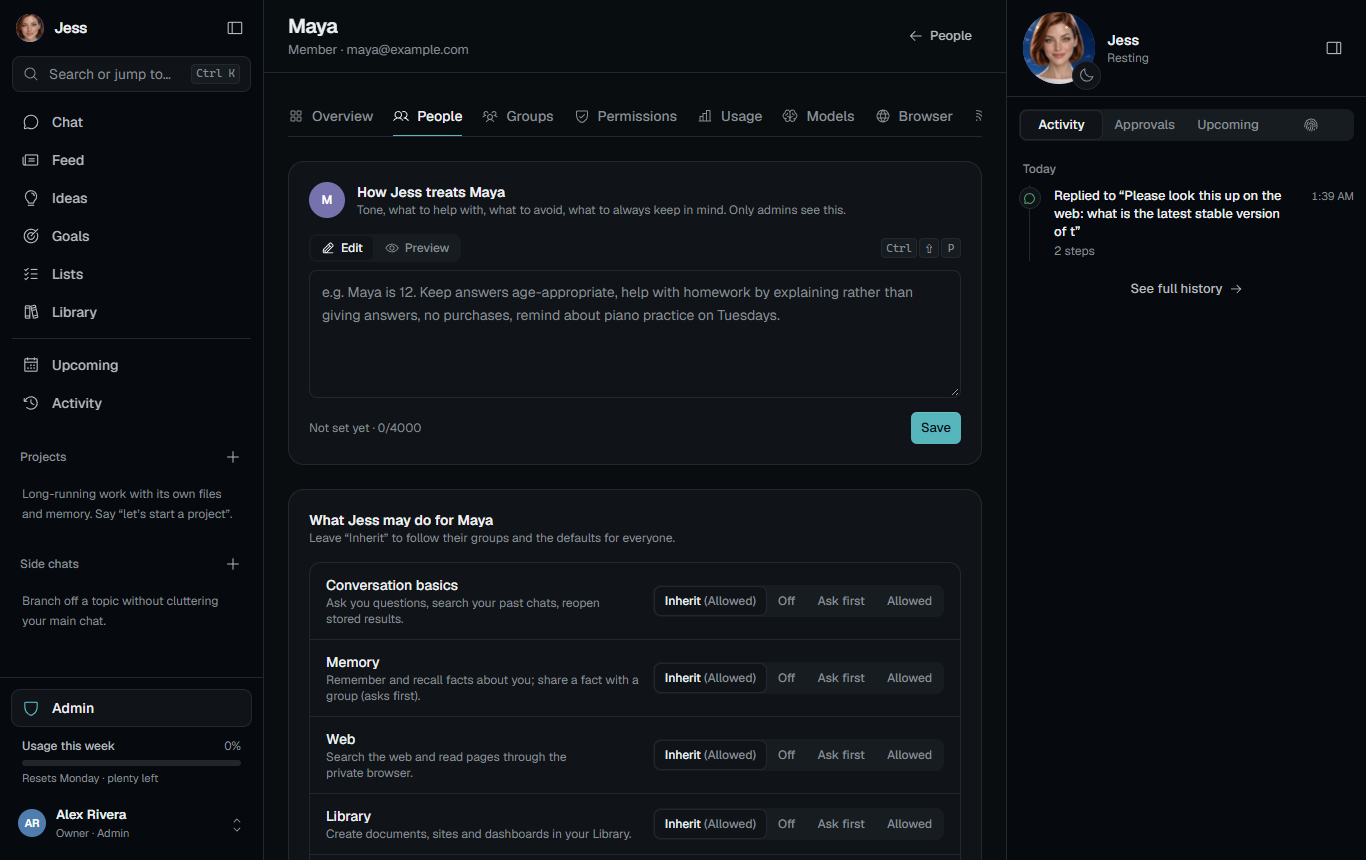 Jess
Search or jump to... Ctrl K
Chat
Feed
Ideas
Goals
Lists
Library
Upcoming
Activity
Projects
Long-running work with its own files
and memory. Say “let’s start a project”.
Side chats
Branch off a topic without cluttering
your main chat.
Admin
Usage this week 0%
Resets Monday · plenty left
AR
Alex Rivera
Owner · Admin
Maya
Member · maya@example.com
People
Overview People Groups Permissions Usage Models Browser
M
How Jess treats Maya
Tone, what to help with, what to avoid, what to always keep in mind. Only admins see this.
Edit Preview Ctrl ⇧ P
e.g. Maya is 12. Keep answers age-appropriate, help with homework by explaining rather than
giving answers, no purchases, remind about piano practice on Tuesdays.
Not set yet · 0/4000
Save
What Jess may do for Maya
Leave “Inherit” to follow their groups and the defaults for everyone.
Conversation basics
Ask you questions, search your past chats, reopen
stored results.
Inherit (Allowed) Off Ask first Allowed
Memory
Remember and recall facts about you; share a fact with a
group (asks first).
Inherit (Allowed) Off Ask first Allowed
Web
Search the web and read pages through the
private browser.
Inherit (Allowed) Off Ask first Allowed
Library
Create documents, sites and dashboards in your Library.
Inherit (Allowed) Off Ask first Allowed
Jess
Resting
Activity Approvals Upcoming
Today
Replied to “Please look this up on the
web: what is the latest stable version
of t”
1:39 AM
2 steps
See full history →